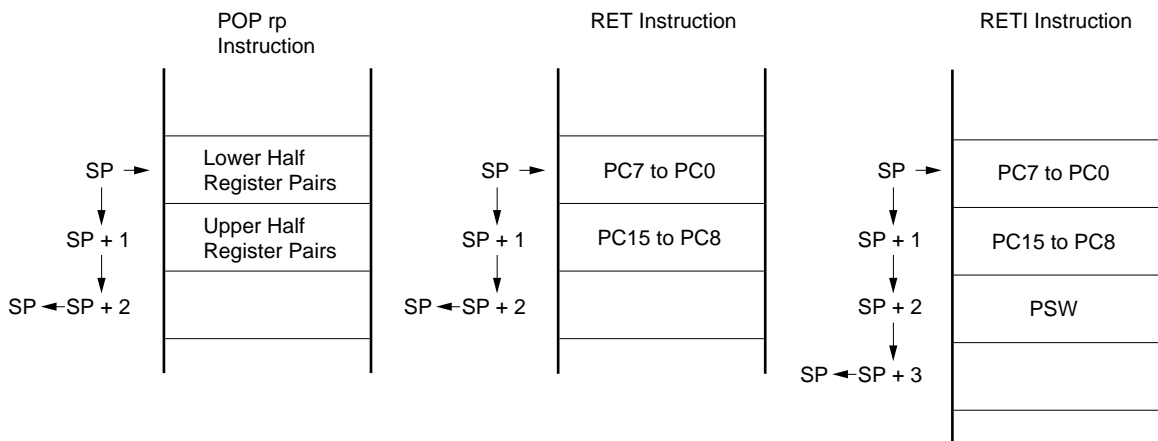 POP rp
Instruction
SP
Lower Half
Register Pairs
SP + 1
Upper Half
Register Pairs
SP
SP + 2
RET Instruction
SP
PC7 to PC0
SP + 1
PC15 to PC8
SP
SP + 2
RETI Instruction
SP
PC7 to PC0
SP + 1
PC15 to PC8
SP + 2
PSW
SP
SP + 3